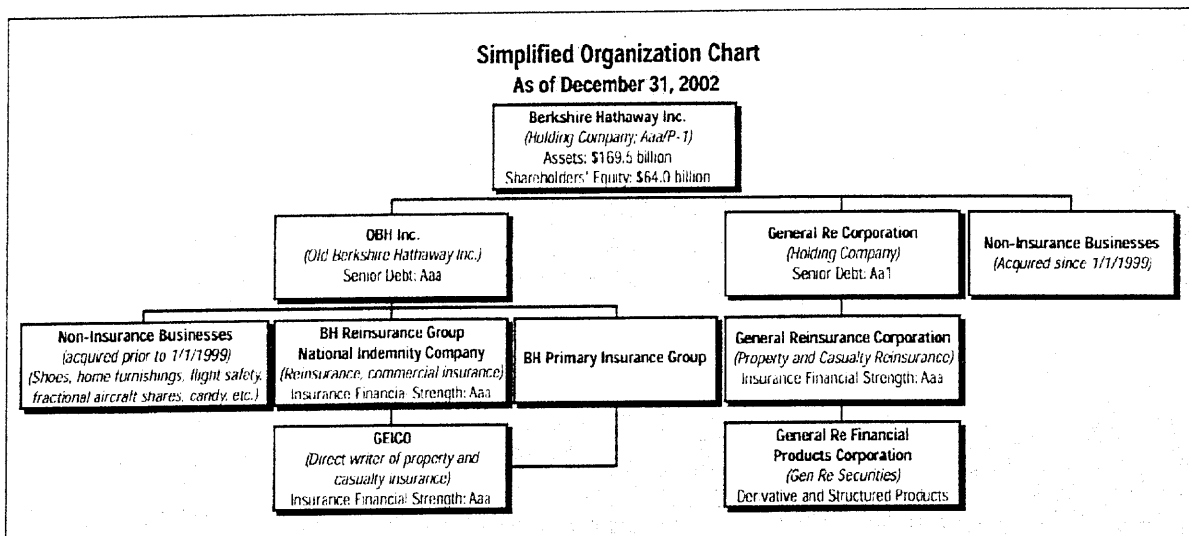 Simplified Organization Chart
As of December 31, 2002
Berkshire Hathaway Inc.
(Holding Company; Aaa/P-1)
Assets: $169.5 billion
Shareholders' Equity: $64.0 billion
OBH Inc.
(Old Berkshire Hathaway Inc.)
Senior Debt: Aaa
General Re Corporation
(Holding Company)
Senior Debt: Aa1
Non-Insurance Businesses
(Acquired since 1/1/1999)
Non-Insurance Businesses
(acquired prior to 1/1/1999)
(Shoes, home furnishings, flight safety,
fractional aircraft shares, candy, etc.)
BH Reinsurance Group
National Indemnity Company
(Reinsurance, commercial insurance)
Insurance Financial Strength: Aaa
BH Primary Insurance Group
General Reinsurance Corporation
(Property and Casualty Reinsurance)
Insurance Financial Strength: Aaa
GEICO
(Direct writer of property and
casualty insurance)
Insurance Financial Strength: Aaa
General Re Financial
Products Corporation
(Gen Re Securities)
Derivative and Structured Products